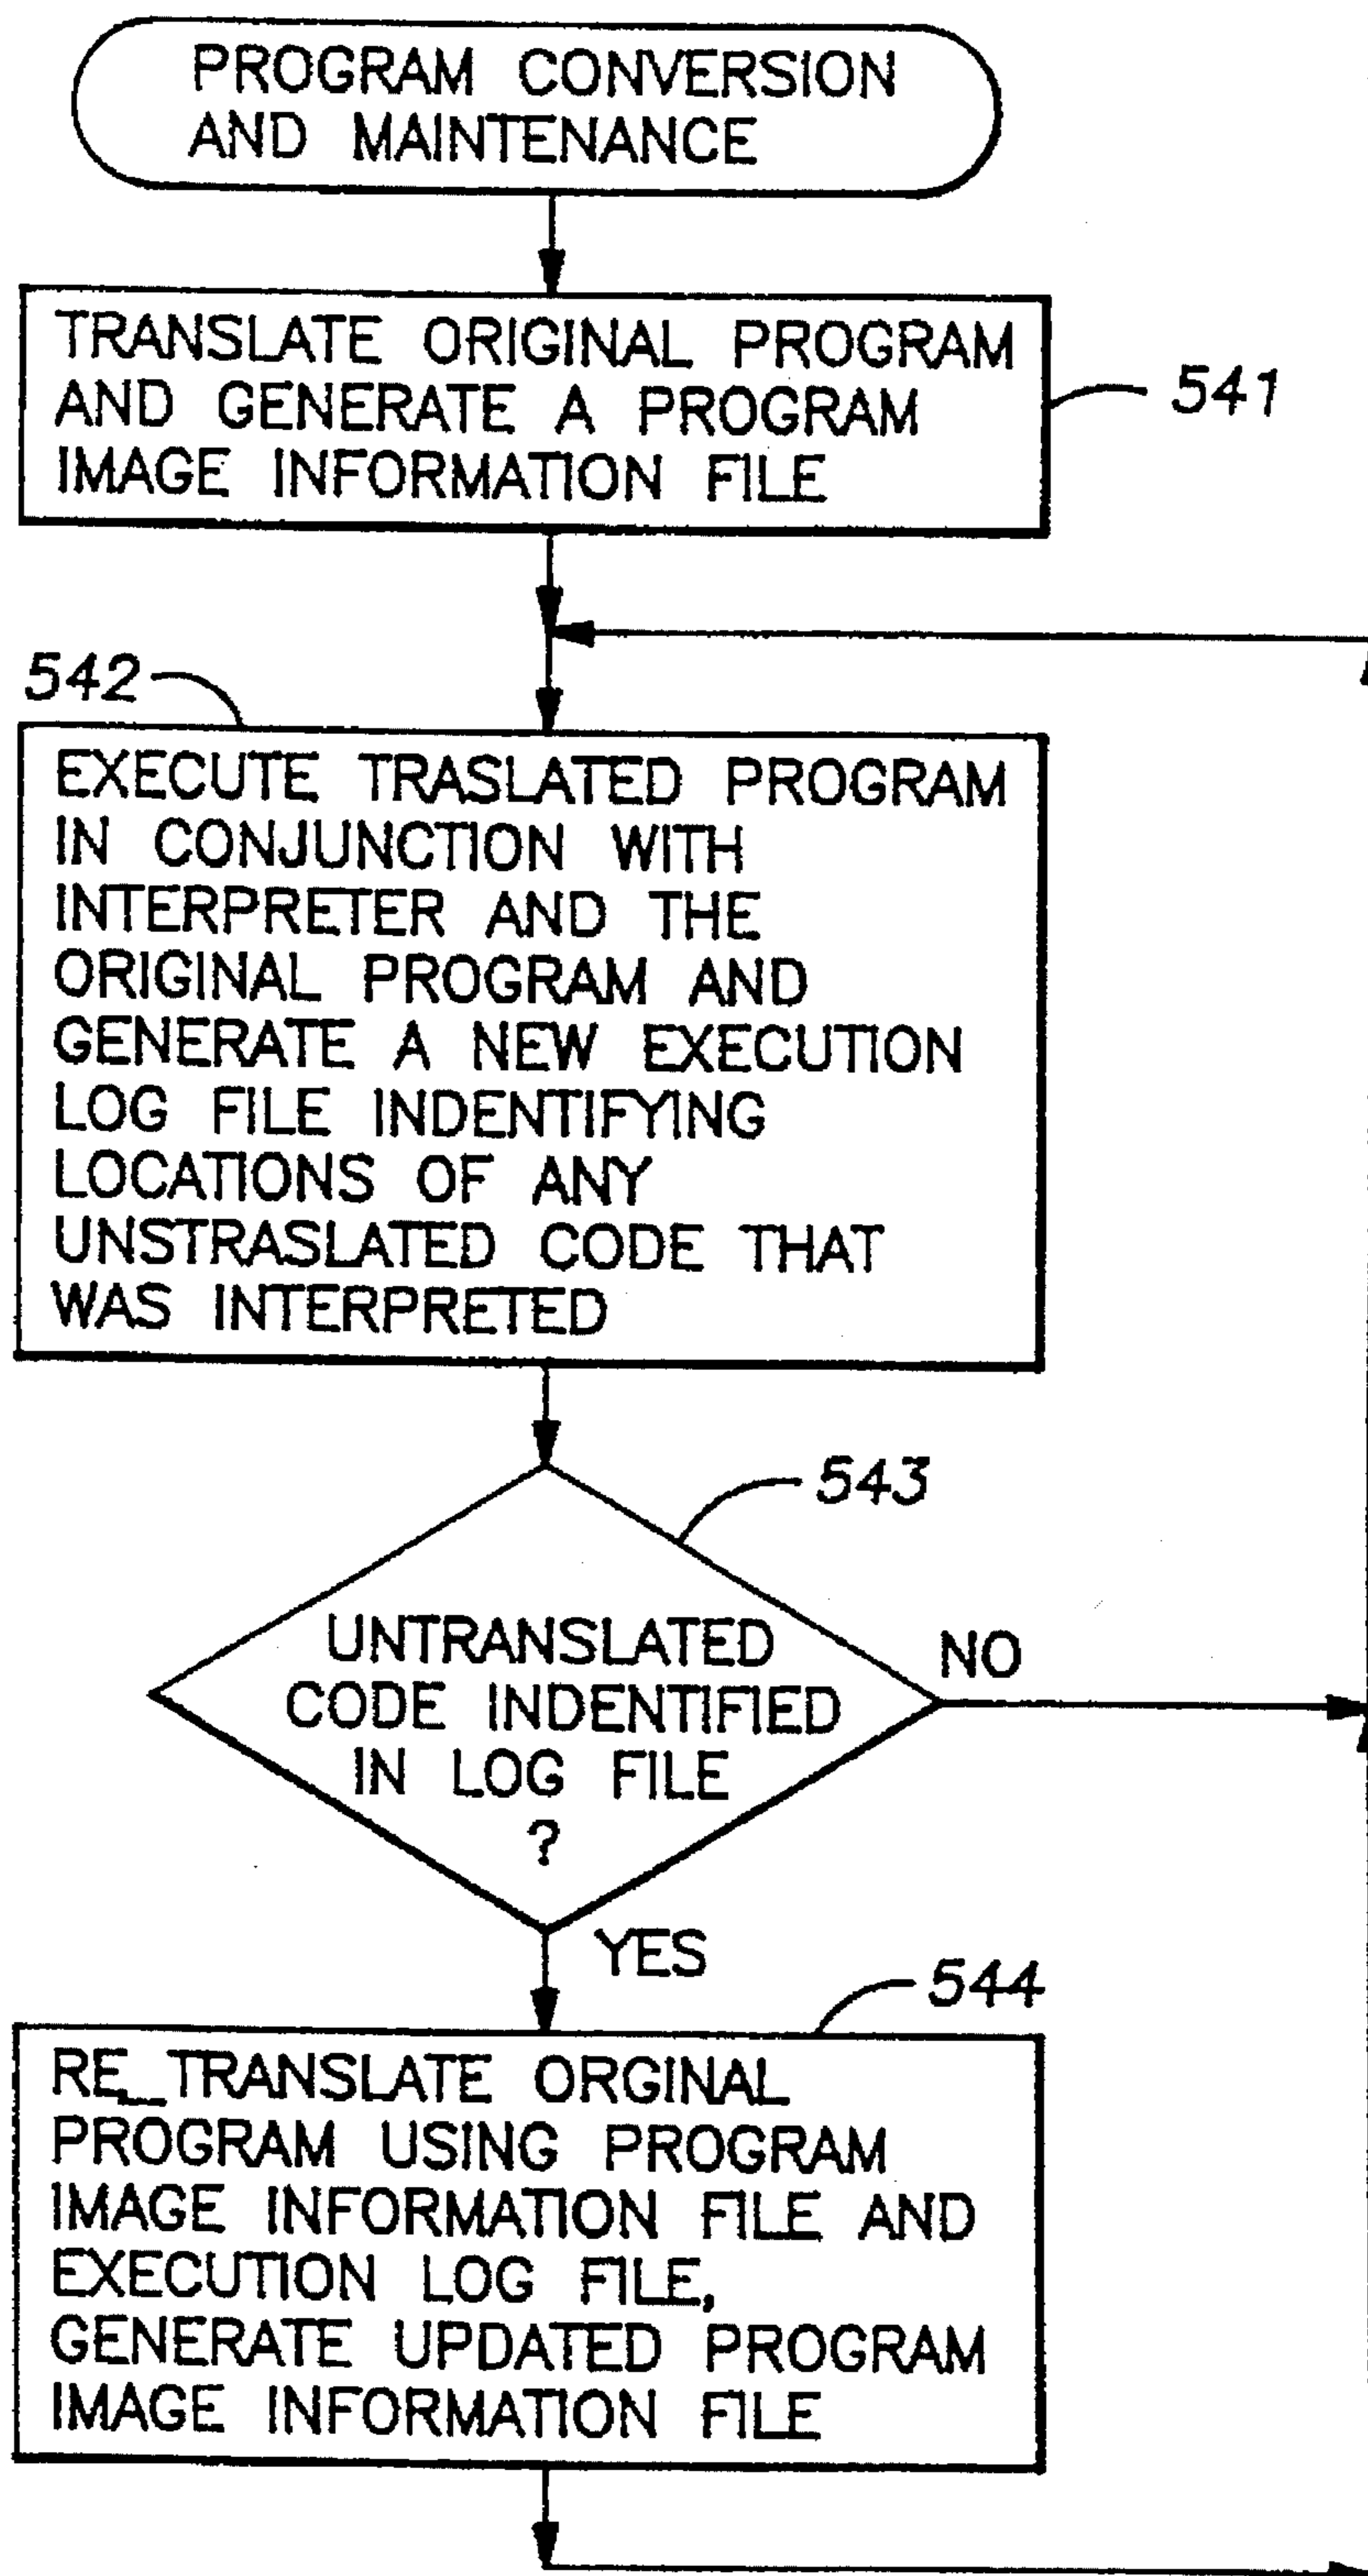 PROGRAM CONVERSION
AND MAINTENANCE
TRANSLATE ORIGINAL PROGRAM
AND GENERATE A PROGRAM
IMAGE INFORMATION FILE
541
542
EXECUTE TRASLATED PROGRAM
IN CONJUNCTION WITH
INTERPRETER AND THE
ORIGINAL PROGRAM AND
GENERATE A NEW EXECUTION
LOG FILE INDENTIFYING
LOCATIONS OF ANY
UNSTRASLATED CODE THAT
WAS INTERPRETED
543
UNTRANSLATED
CODE INDENTIFIED
IN LOG FILE
?
NO
YES
544
RE_TRANSLATE ORGINAL
PROGRAM USING PROGRAM
IMAGE INFORMATION FILE AND
EXECUTION LOG FILE,
GENERATE UPDATED PROGRAM
IMAGE INFORMATION FILE